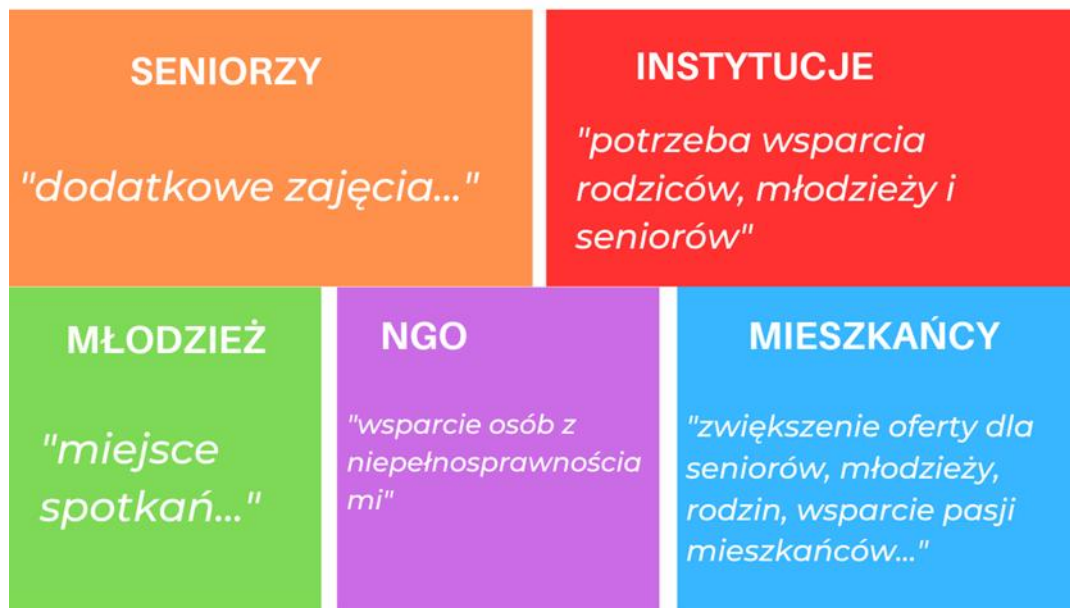 SENIORZY
"dodatkowe zajęcia..."
INSTYTUCJE
"potrzeba wsparcia
rodziców, młodzieży i
seniorów"
MŁODZIEŻ
"miejsce
spotkań..."
NGO
"wsparcie osób z
niepełnosprawnościa
mi"
MIESZKAŃCY
"zwiększenie oferty dla
seniorów, młodzieży,
rodzin, wsparcie pasji
mieszkańców..."